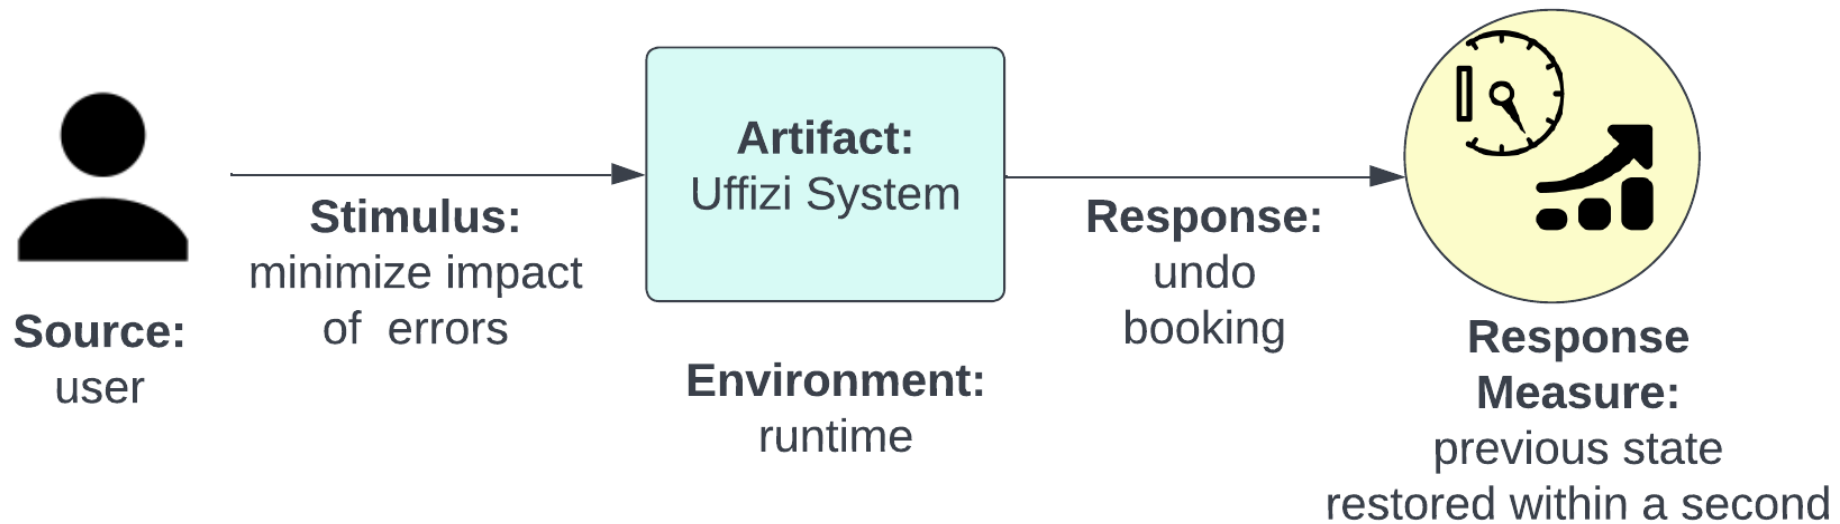 Source:
user
Stimulus:
minimize impact
of errors
Artifact:
Uffizi System
Environment:
runtime
Response:
undo
booking
Response
Measure:
previous state
restored within a second